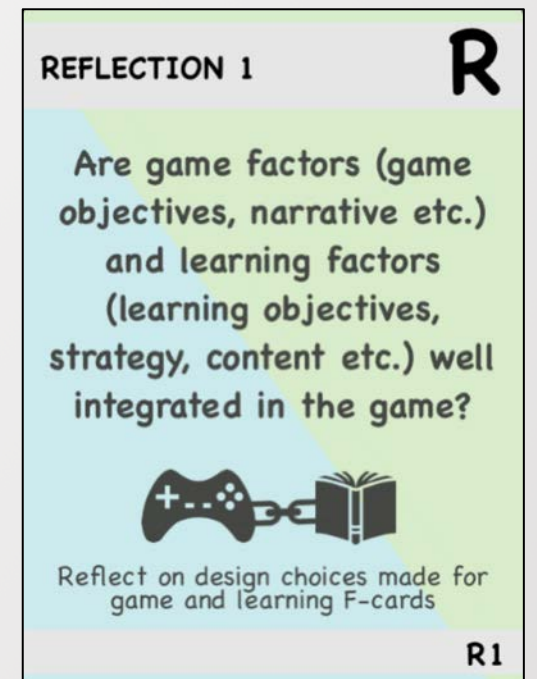 REFLECTION 1
R
Are game factors (game
objectives, narrative etc.)
and learning factors
(learning objectives,
strategy, content etc.) well
integrated in the game?
Reflect on design choices made for
game and learning F-cards
R1